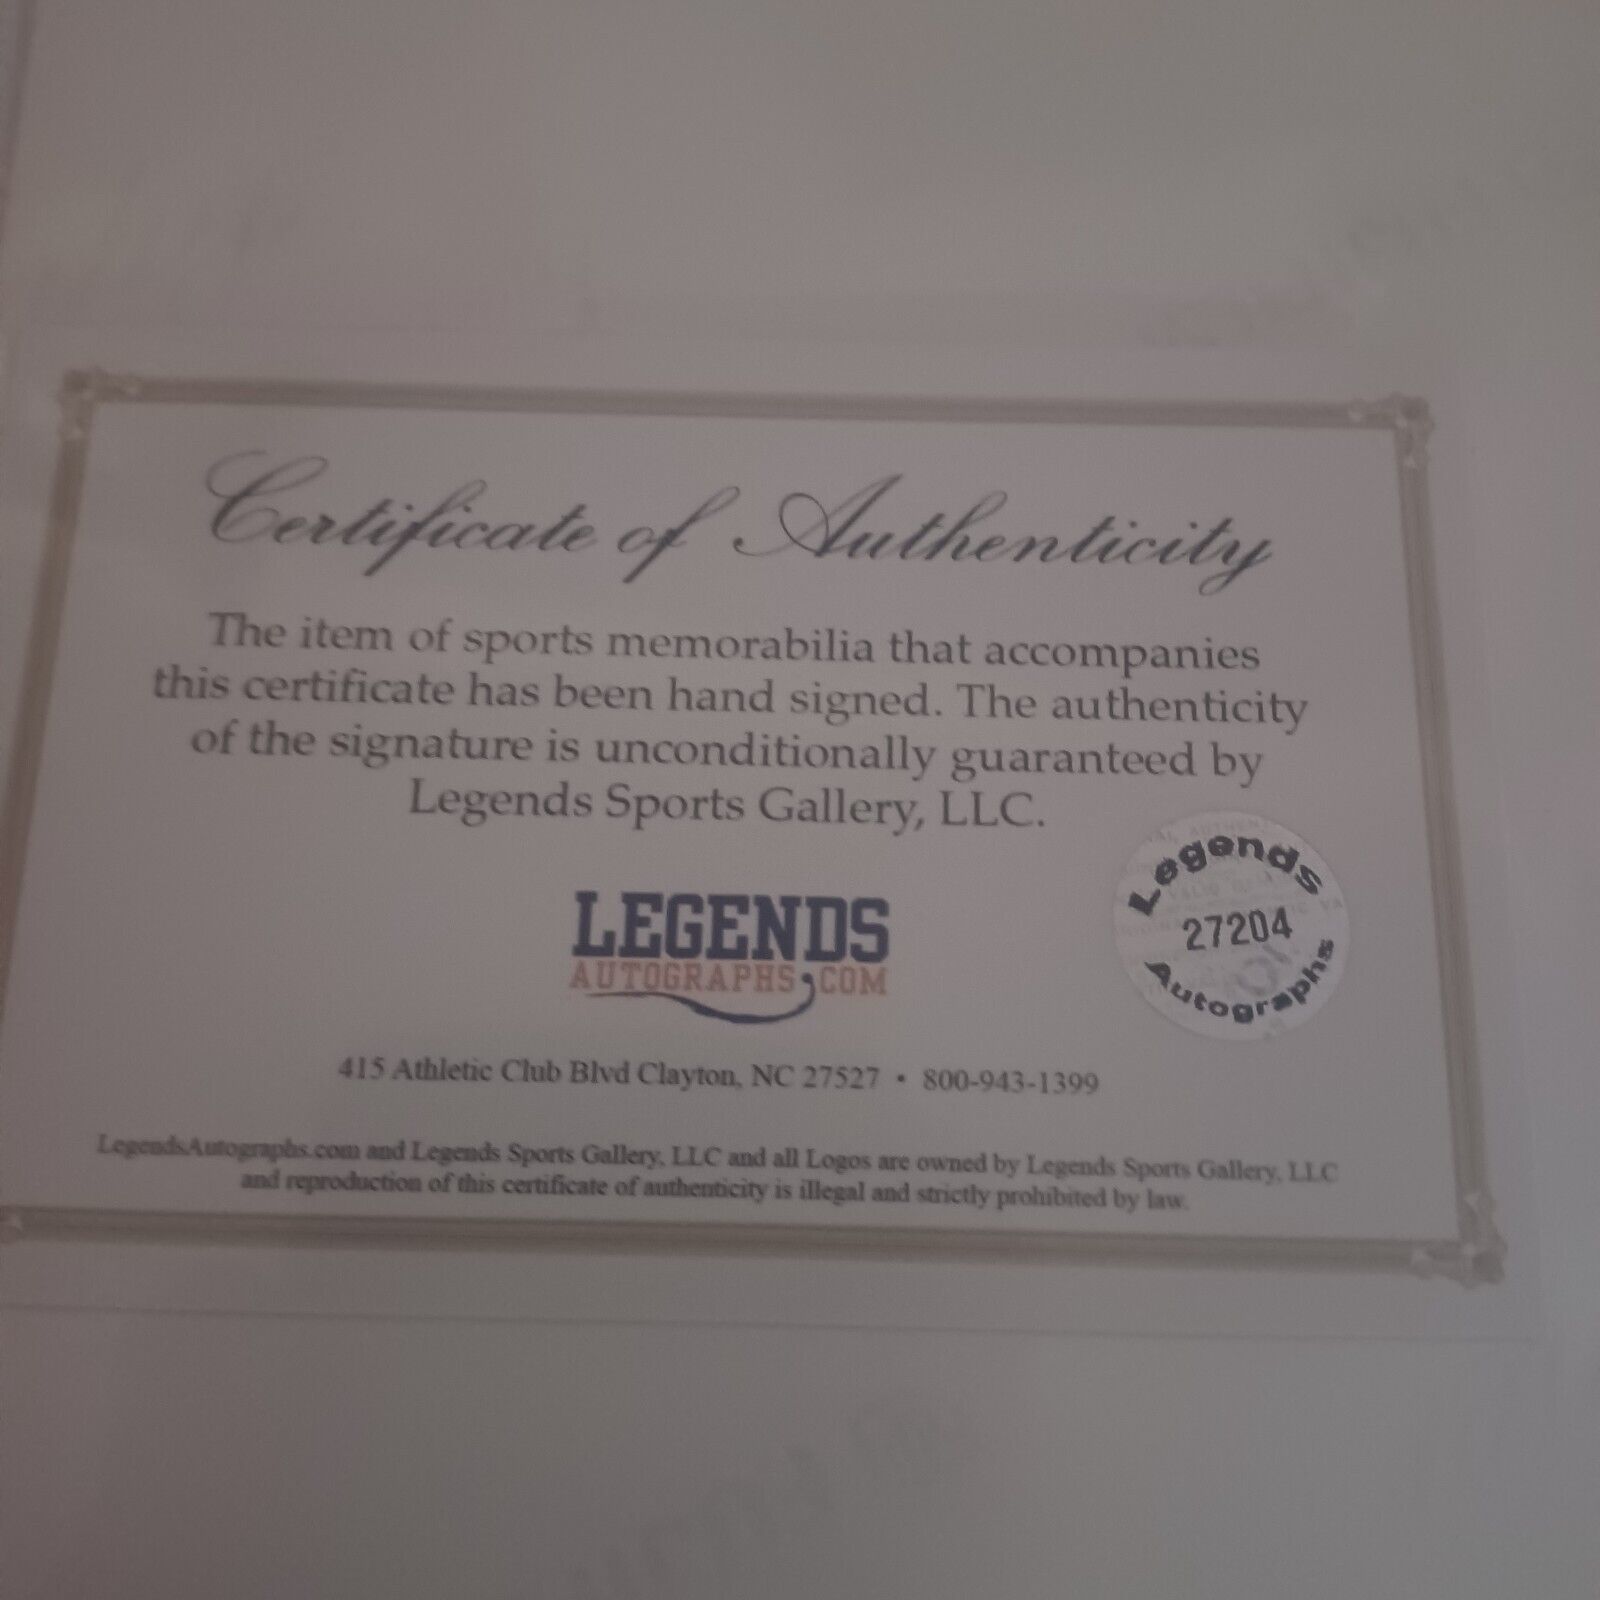 Certificate of Authenticity
The item of sports memorabilia that accompanies
this certificate has been hand signed. The authenticity
of the signature is unconditionally guaranteed by
Legends Sports Gallery, LLC.
LEGENDS
AUTOGRAPHS.COM
Legends
27204
Autographs
415 Athletic Club Blvd Clayton, NC 27527 • 800-943-1399
LegendsAutographs.com and Legends Sports Gallery, LLC and all Logos are owned by Legends Sports Gallery, LLC
and reproduction of this certificate of authenticity is illegal and strictly prohibited by law.